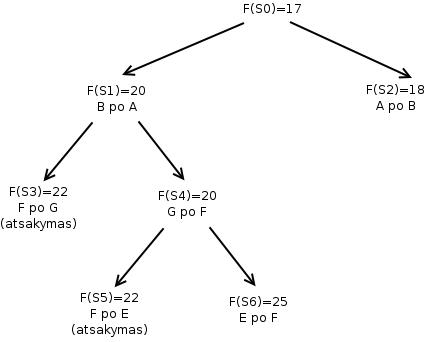 F(S0)=17
F(S1)=20
B po A
F(S2)=18
A po B
F(S3)=22
F po G
(atsakymas)
F(S4)=20
G po F
F(S5)=22
F po E
(atsakymas)
F(S6)=25
E po F